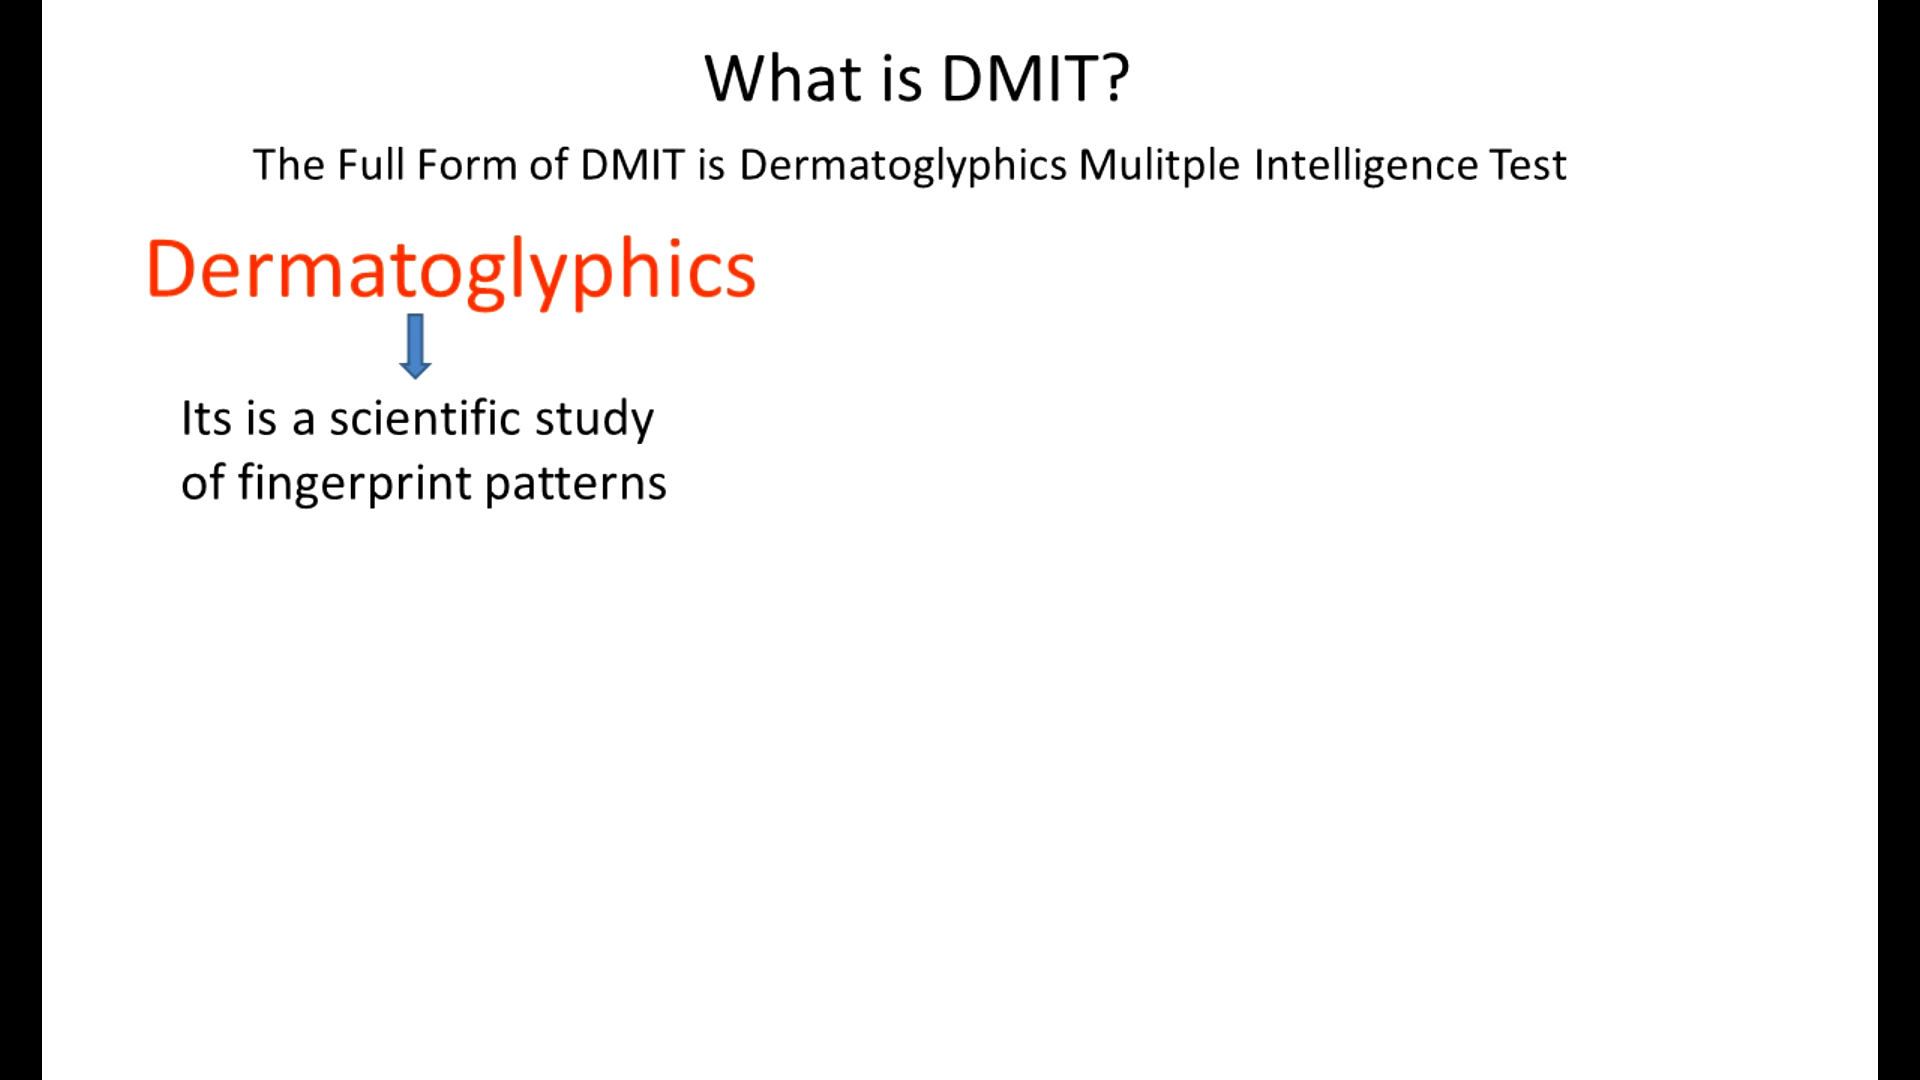 What is DMIT?
The Full Form of DMIT is Dermatoglyphics Mulitple Intelligence Test
Dermatoglyphics
Its is a scientific study
of fingerprint patterns